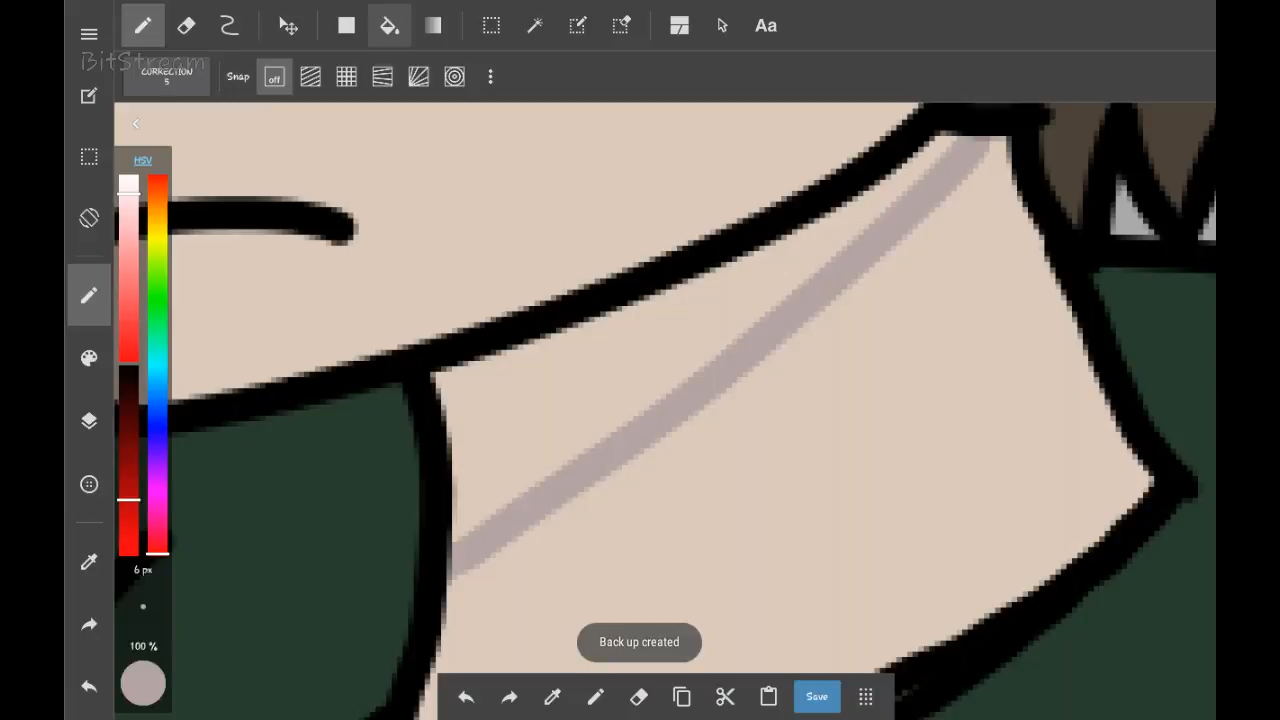 Aa
BitStream
CORRECTION
5
Snap
off
HSV
6 px
100 %
Back up created
Save